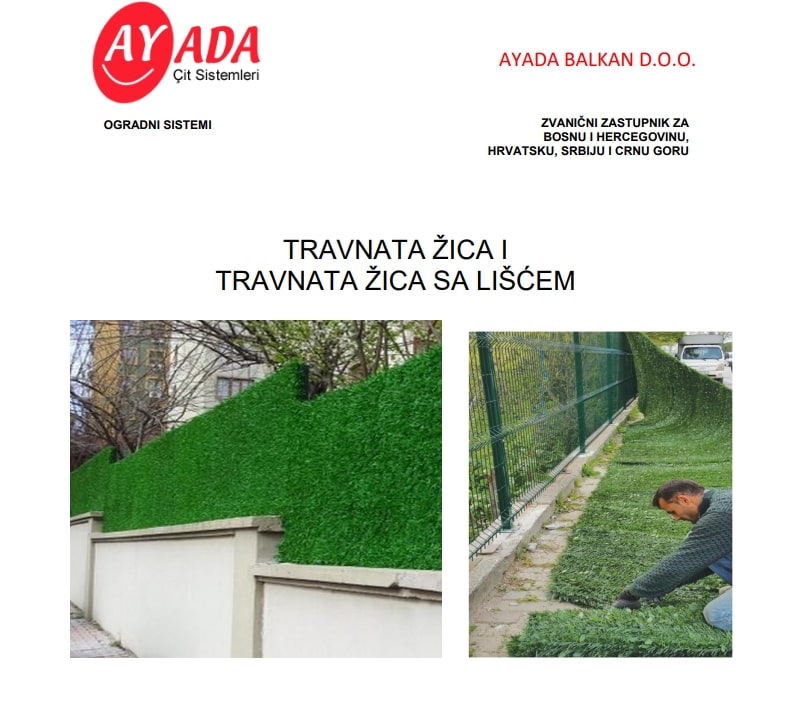 AYADA
Çit Sistemleri
AYADA BALKAN D.O.O.
OGRADNI SISTEMI
ZVANIČNI ZASTUPNIK ZA
BOSNU I HERCEGOVINU,
HRVATSKU, SRBIJU I CRNU GORU
TRAVNATA ŽICA I
TRAVNATA ŽICA SA LIŠĆEM